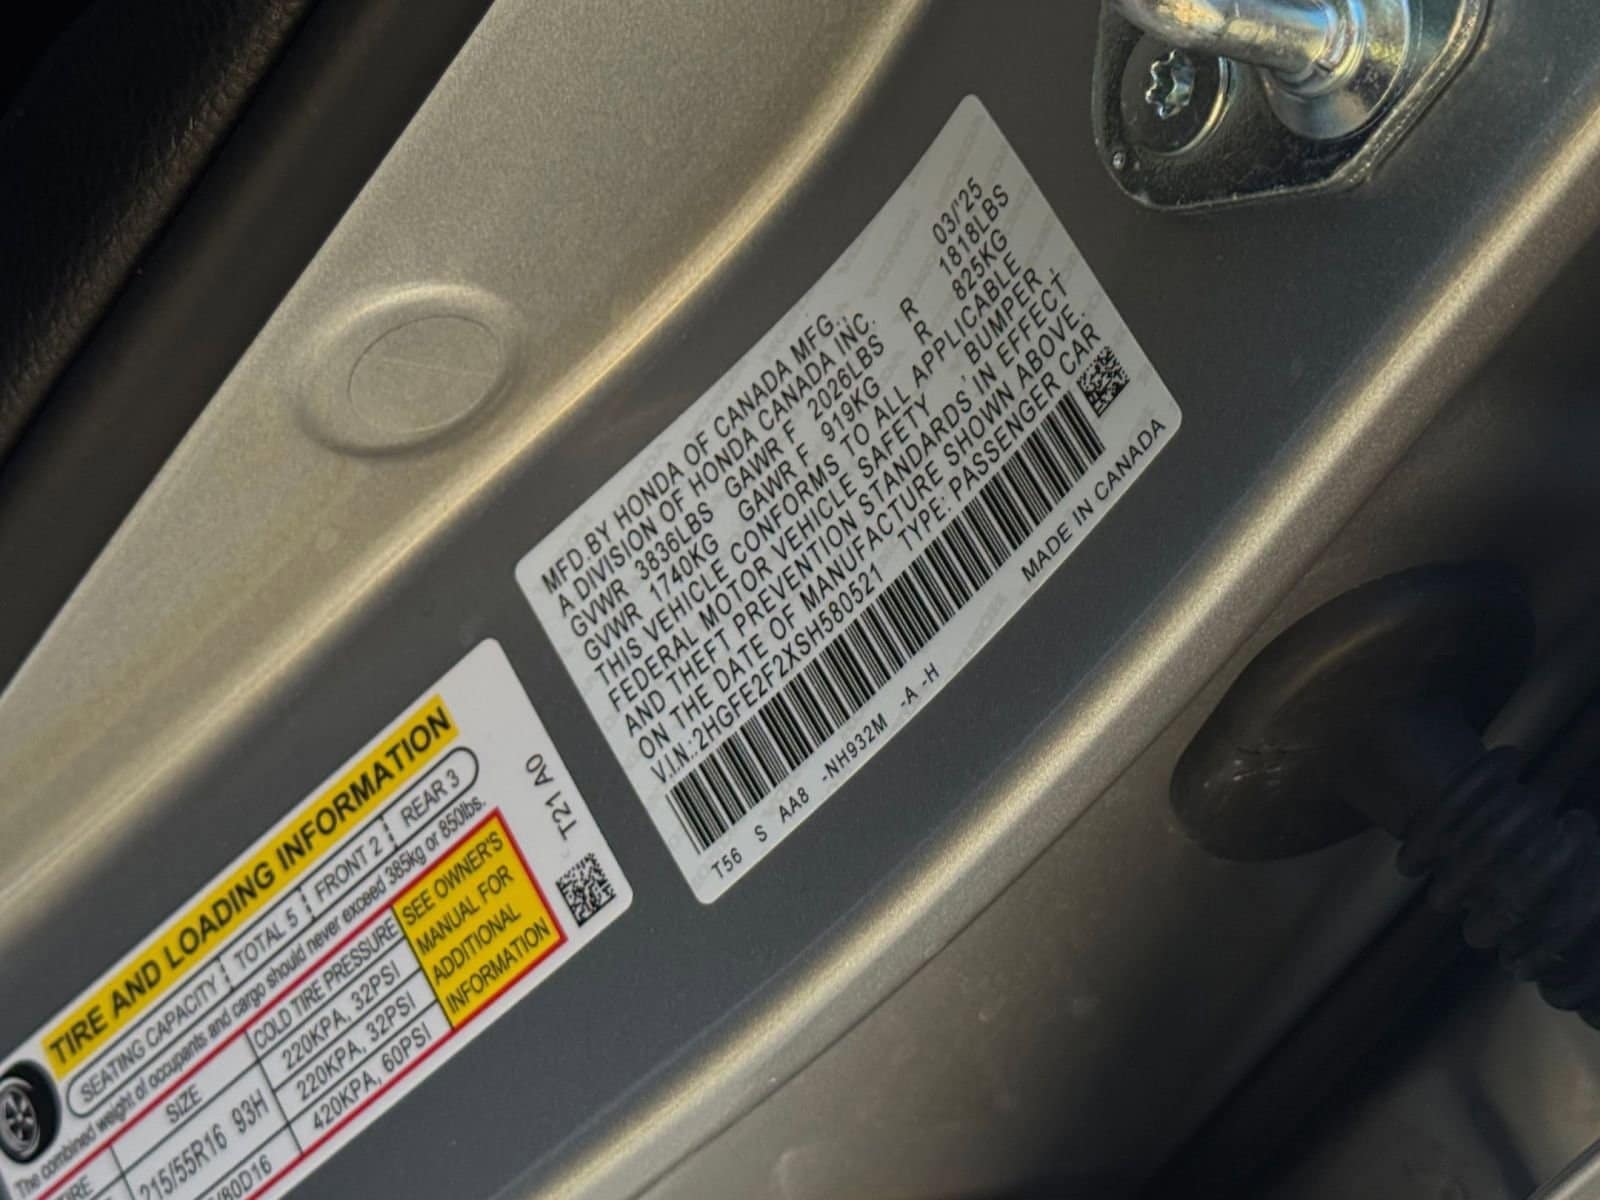 MFD.BY HONDA OF CANADA MFG., 03/'25
A DIVISION OF HONDA CANADA INC.
GVWR 3836LBS GAWR F 2026LBS R 1818LBS
GVWR 1740KG GAWR F 919KG R 825KG
THIS VEHICLE CONFORMS TO ALL APPLICABLE
FEDERAL MOTOR VEHICLE SAFETY, BUMPER,
AND THEFT PREVENTION STANDARDS IN EFFECT
ON THE DATE OF MANUFACTURE SHOWN ABOVE.
V.I.N.:2HGFE2F2XSH580521 TYPE: PASSENGER CAR
T56 S AA8 -NH932M -A -H MADE IN CANADA
TIRE AND LOADING INFORMATION
SEATING CAPACITY TOTAL 5 FRONT 2 REAR 3
The combined weight of occupants and cargo should never exceed 385kg or 850lbs.
TIRE SIZE COLD TIRE PRESSURE
215/55R16 93H 220KPA, 32PSI
220KPA, 32PSI
/80D16 420KPA, 60PSI
SEE OWNER'S
MANUAL FOR
ADDITIONAL
INFORMATION
T21 A0